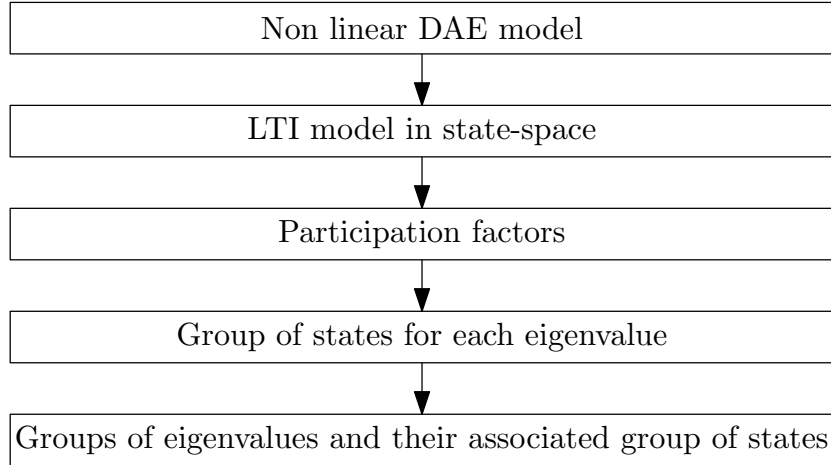 Non linear DAE model
LTI model in state-space
Participation factors
Group of states for each eigenvalue
Groups of eigenvalues and their associated group of states